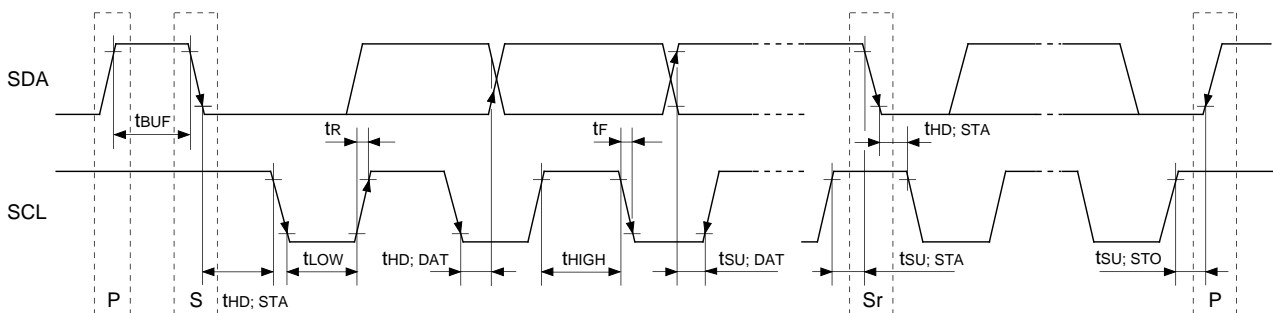 SDA
tBUF
tR
tF
tHD; STA
SCL
tLOW
tHD; DAT
tHIGH
tSU; DAT
tSU; STA
tSU; STO
P
S
tHD; STA
Sr
P